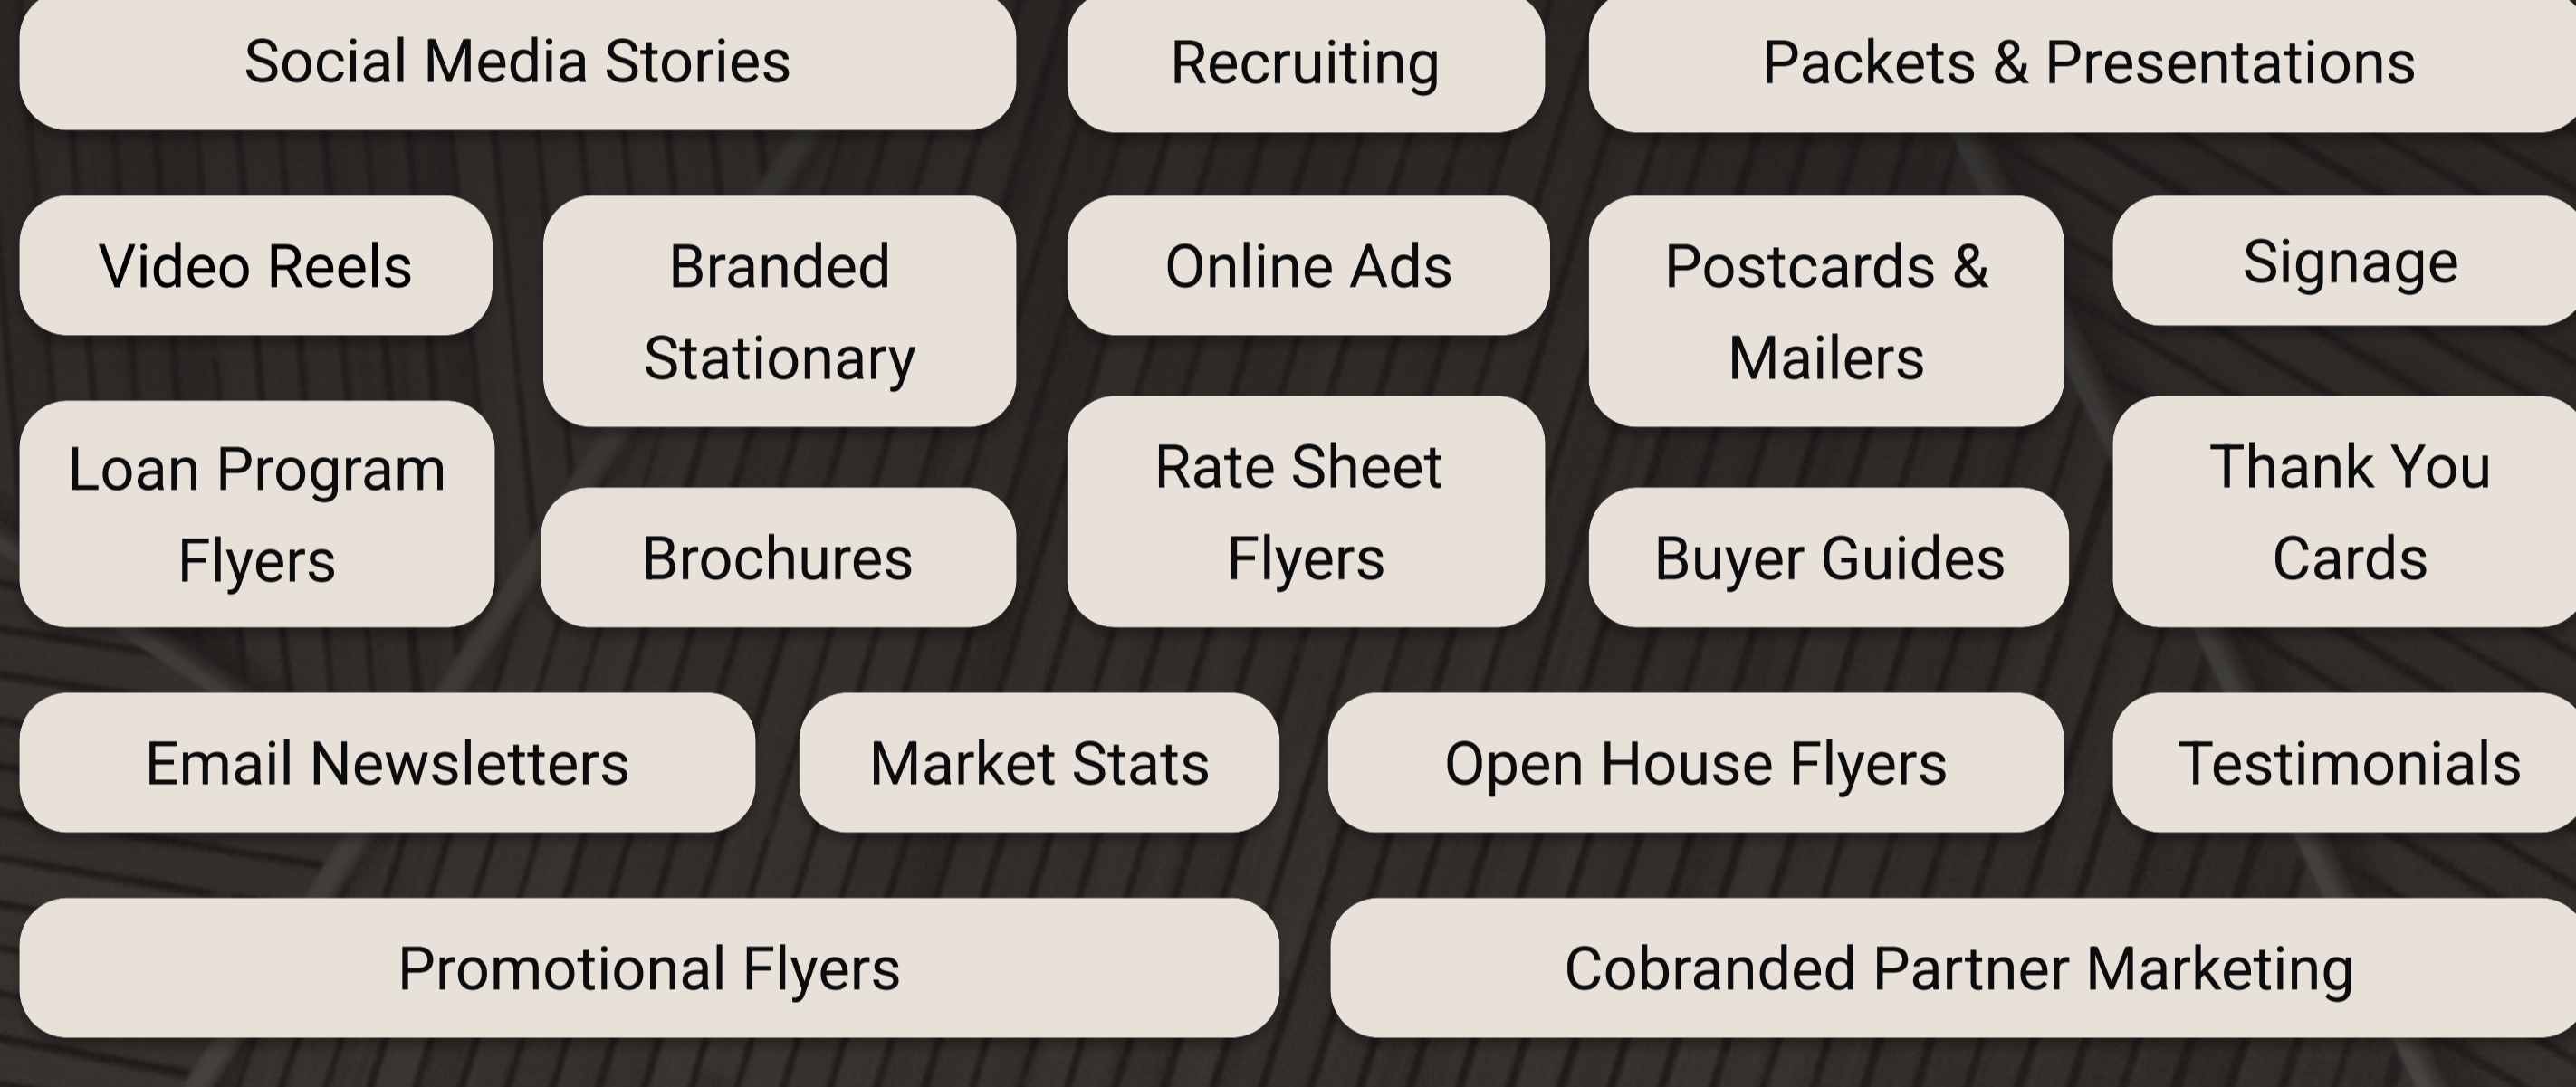 Social Media Stories
Recruiting
Packets & Presentations
Video Reels
Branded
Stationary
Online Ads
Postcards &
Mailers
Signage
Loan Program
Flyers
Brochures
Rate Sheet
Flyers
Buyer Guides
Thank You
Cards
Email Newsletters
Market Stats
Open House Flyers
Testimonials
Promotional Flyers
Cobranded Partner Marketing